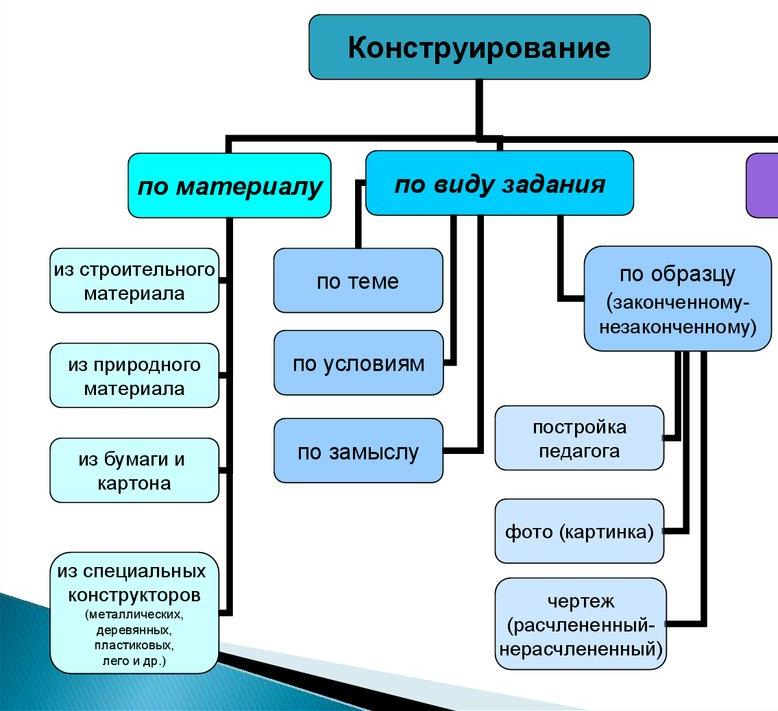 Конструирование
по материалу
по виду задания
из строительного
материала
из природного
материала
из бумаги и
картона
из специальных
конструкторов
(металлических,
деревянных,
пластиковых,
лего и др.)
по теме
по условиям
по замыслу
по образцу
(законченному-
незаконченному)
постройка
педагога
фото (картинка)
чертеж
(расчлененный-
нерасчлененный)